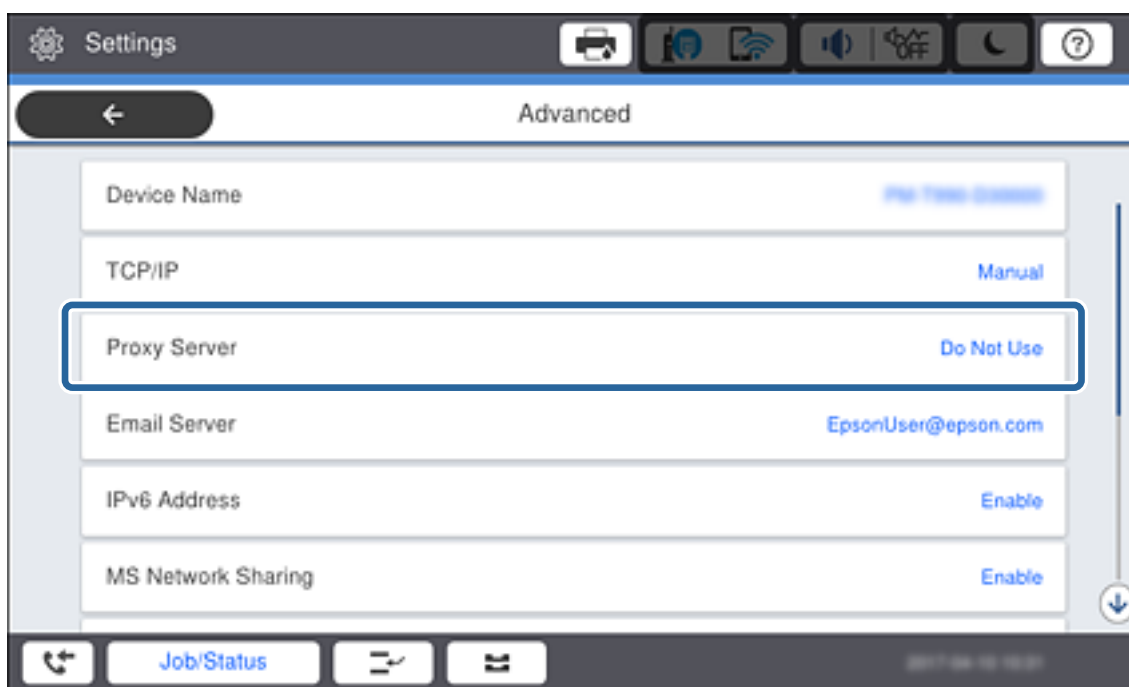 Settings
OFF
Advanced
Device Name
TCP/IP Manual
Proxy Server Do Not Use
Email Server EpsonUser@epson.com
IPv6 Address Enable
MS Network Sharing Enable
Job/Status